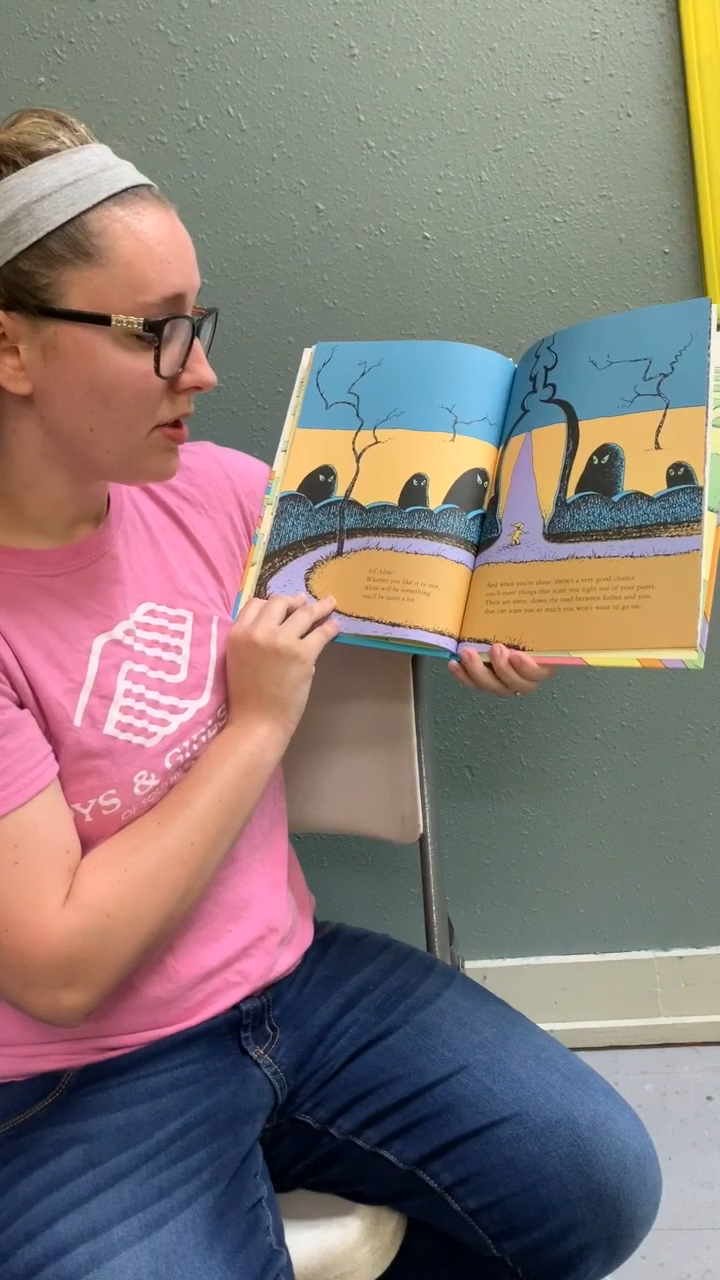 All Alone!
Whether you like it or not,
Alone will be something
you'll be quite a lot.
And when you're alone, there's a very good chance
you'll meet things that scare you right out of your pants.
There are some, down the road between hither and yon,
that can scare you so much you won't want to go on.
YS & GIRLS